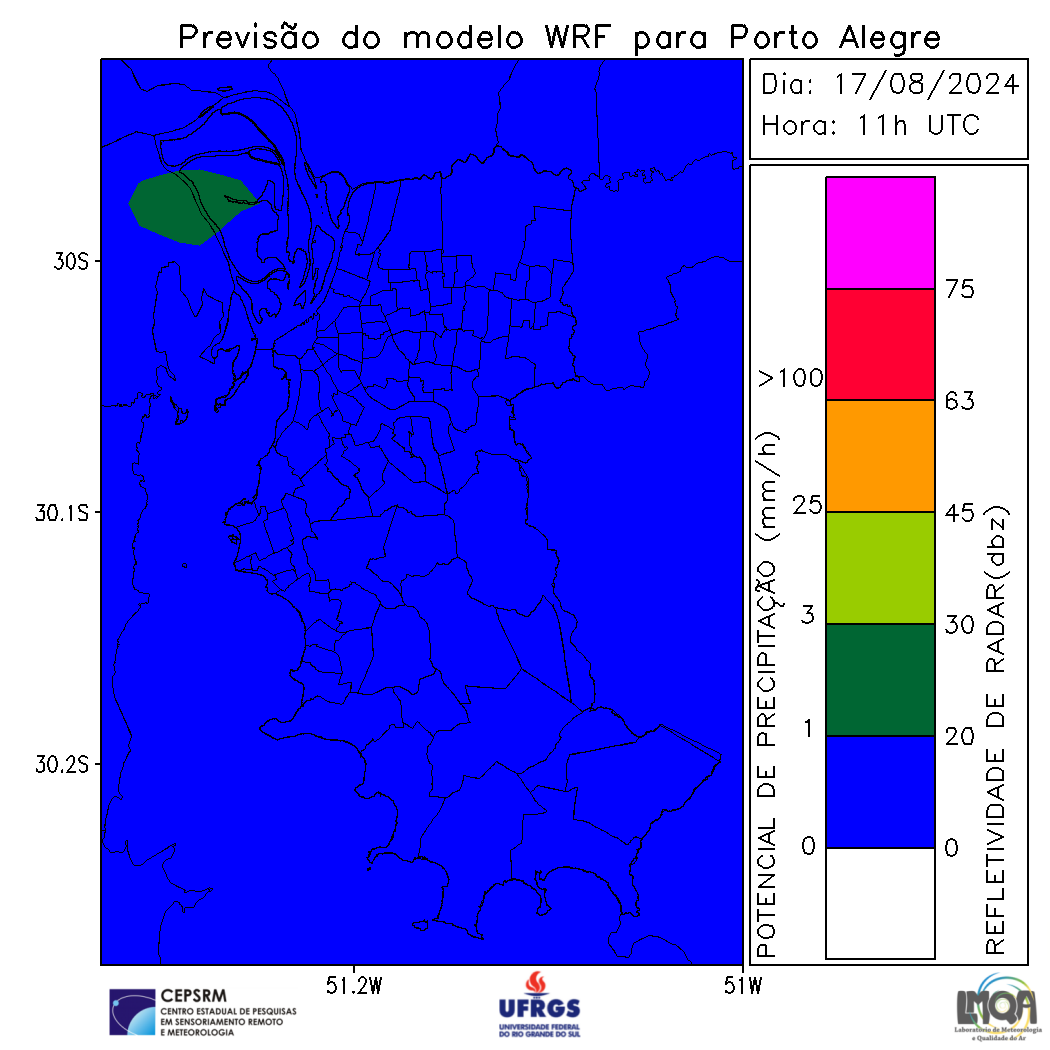 Previsão do modelo WRF para Porto Alegre
Dia: 17/08/2024
Hora: 11h UTC
30S
30.1S
30.2S
51.2W
51W
POTENCIAL DE PRECIPITAÇÃO (mm/h)
>100
25
3
1
0
75
63
45
30
20
0
REFLETIVIDADE DE RADAR(dbz)
CEPSRM
CENTRO ESTADUAL DE PESQUISAS
EM SENSORIAMENTO REMOTO
E METEOROLOGIA
UFRGS
UNIVERSIDADE FEDERAL
DO RIO GRANDE DO SUL
LMQA
Laboratório de Meteorologia
e Qualidade do Ar